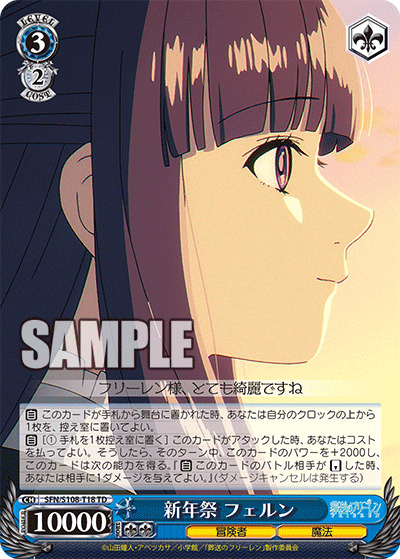 LEVEL
3
2
COST
SAMPLE
フリーレン様、とても綺麗ですね
【自】 このカードが手札から舞台に置かれた時、あなたは自分のクロックの上から
1枚を、控え室に置いてよい。
【自】［① 手札を1枚控え室に置く］ このカードがアタックした時、あなたはコスト
を払ってよい。そうしたら、そのターン中、このカードのパワーを+2000し、
このカードは次の能力を得る。『【自】 このカードのバトル相手が【リバース】した時、あな
たは相手に1ダメージを与えてよい。』（ダメージキャンセルは発生する）
SFN/S108-T18 TD
10000
新年祭 フェルン
冒険者
魔法
葬送のフリーレン
©山田鐘人・アベツカサ／小学館／「葬送のフリーレン」製作委員会